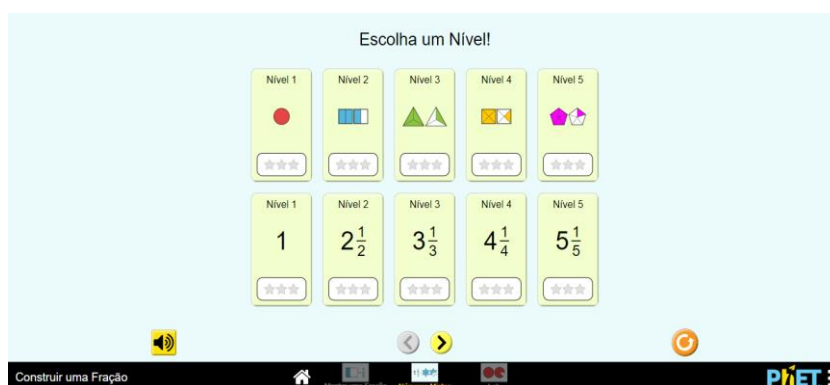 Escolha um Nível!
Nível 1 Nível 2 Nível 3 Nível 4 Nível 5
Nível 1 Nível 2 Nível 3 Nível 4 Nível 5
1 2 1/2 3 1/3 4 1/4 5 1/5
Construir uma Fração
PhET